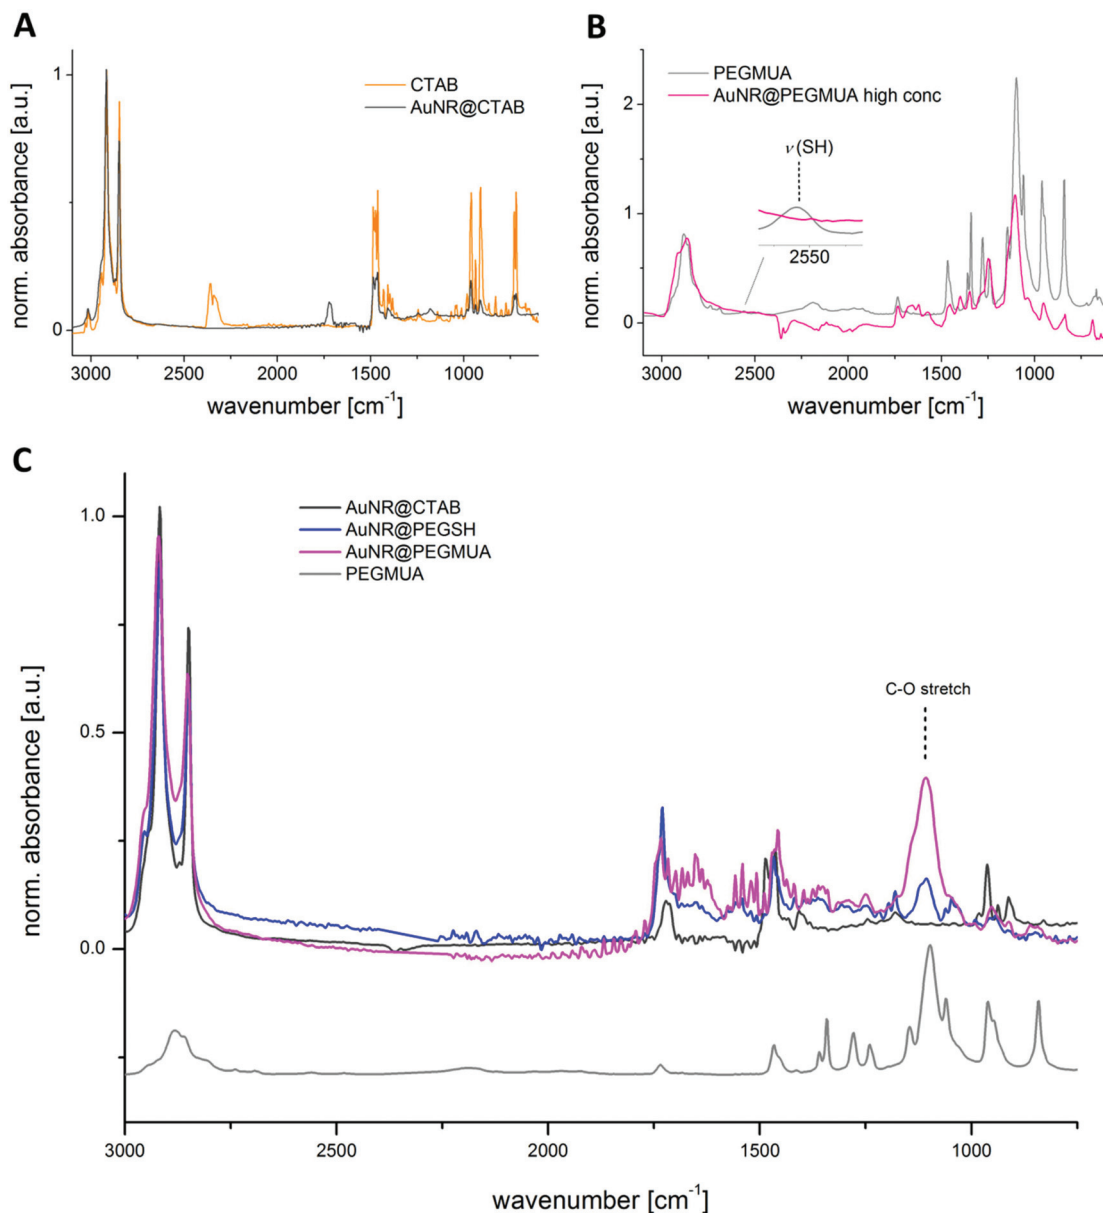 A
CTAB
AuNR@CTAB
norm. absorbance [a.u.]
1
0
3000 2500 2000 1500 1000
wavenumber [cm⁻¹]
B
PEGMUA
AuNR@PEGMUA high conc
norm. absorbance [a.u.]
2
1
0
ν(SH)
2550
3000 2500 2000 1500 1000
wavenumber [cm⁻¹]
C
AuNR@CTAB
AuNR@PEGSH
AuNR@PEGMUA
PEGMUA
norm. absorbance [a.u.]
1.0
0.5
0.0
C-O stretch
3000 2500 2000 1500 1000
wavenumber [cm⁻¹]